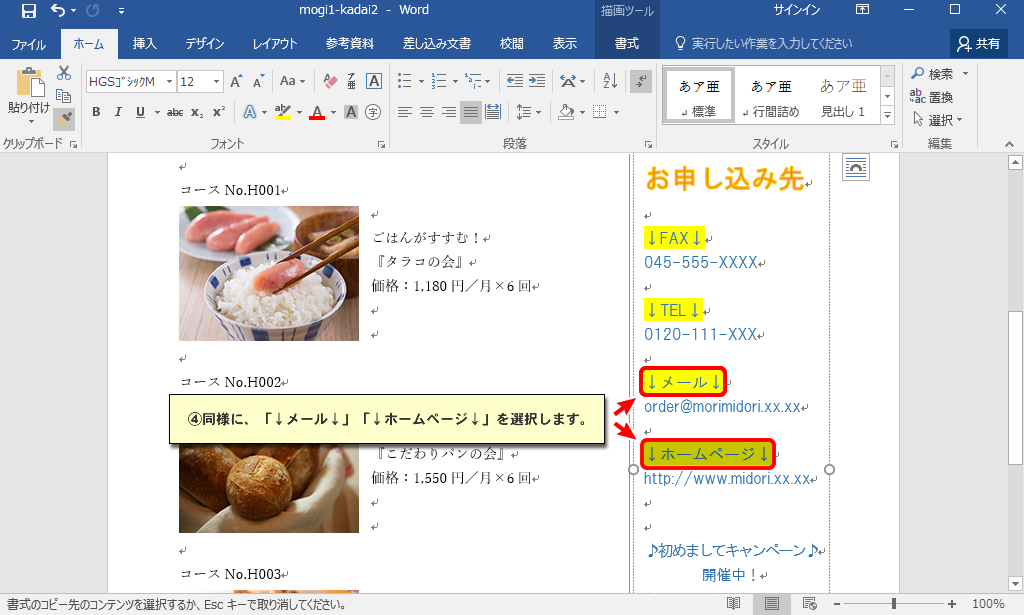 mogi1-kadai2 - Word
描画ツール
サインイン
ファイル ホーム 挿入 デザイン レイアウト 参考資料 差し込み文書 校閲 表示 書式 実行したい作業を入力してください 共有
HGSｺﾞｼｯｸM 12 Aa 亜 A
あア亜 あア亜 あア亜
↲標準 ↲行間詰め 見出し 1
検索
置換
選択
貼り付け
B I U abc x₂ x² A ab A A 字
クリップボード フォント 段落 スタイル 編集
コース No.H001↵
ごはんがすすむ！↵
『タラコの会』↵
価格：1,180 円／月×6 回↵
コース No.H002↵
④同様に、「↓メール↓」「↓ホームページ↓」を選択します。
『こだわりパンの会』↵
価格：1,550 円／月×6 回↵
コース No.H003↵
お申し込み先↵
↓FAX↓↵
045-555-XXXX↵
↓TEL↓↵
0120-111-XXX↵
↓メール↓
order@morimidori.xx.xx↵
↓ホームページ↓
http://www.midori.xx.xx↵
♪初めましてキャンペーン♪↵
開催中！↵
書式のコピー先のコンテンツを選択するか、Esc キーで取り消してください。
100%